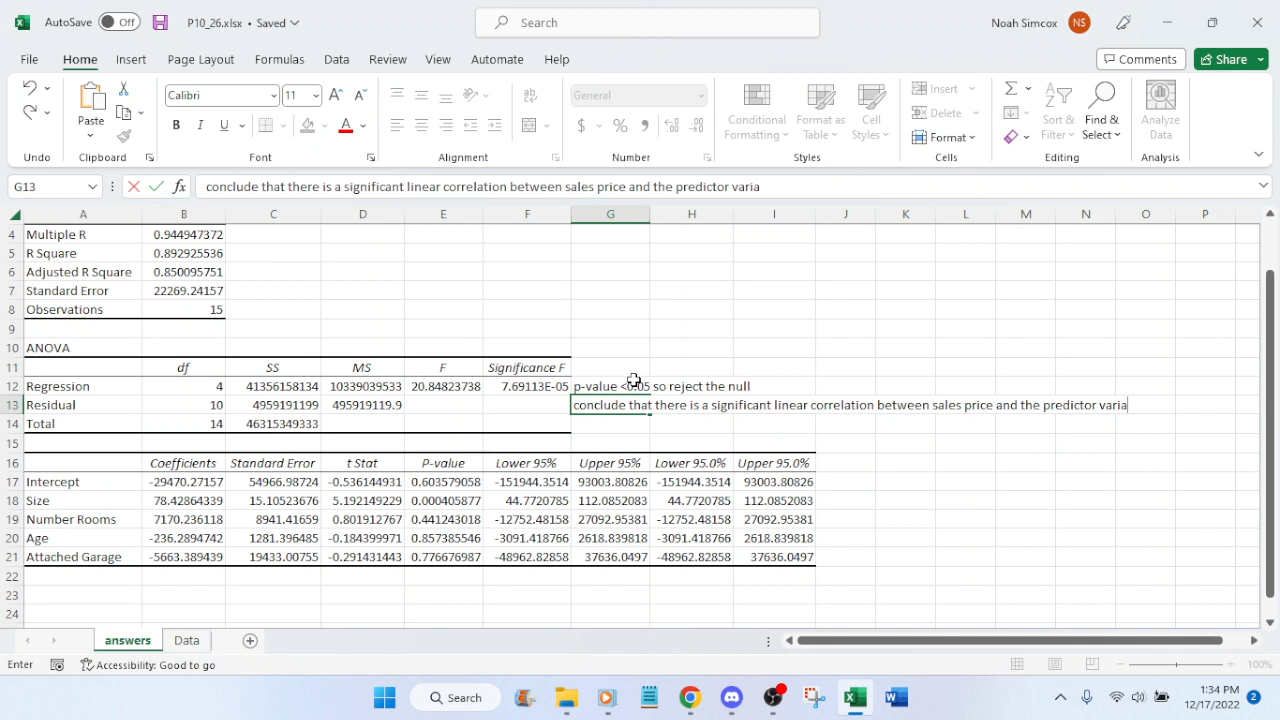 AutoSave Off P10_26.xlsx • Saved Search Noah Simcox NS
File Home Insert Page Layout Formulas Data Review View Automate Help Comments Share
Paste Calibri 11 General Conditional Formatting Format as Table Cell Styles Insert Delete Format Sort & Filter Find & Select Analyze Data
Undo Clipboard Font Alignment Number Styles Cells Editing Analysis
G13 conclude that there is a significant linear correlation between sales price and the predictor varia
A B C D E F G H I J K L M N O P
4 Multiple R 0.944947372
5 R Square 0.892925536
6 Adjusted R Square 0.850095751
7 Standard Error 22269.24157
8 Observations 15
9
10 ANOVA
11 df SS MS F Significance F
12 Regression 4 41356158134 10339039533 20.84823738 7.69113E-05 p-value <0.05 so reject the null
13 Residual 10 4959191199 495919119.9 conclude that there is a significant linear correlation between sales price and the predictor varia
14 Total 14 46315349333
15
16 Coefficients Standard Error t Stat P-value Lower 95% Upper 95% Lower 95.0% Upper 95.0%
17 Intercept -29470.27157 54966.98724 -0.536144931 0.603579058 -151944.3514 93003.80826 -151944.3514 93003.80826
18 Size 78.42864339 15.10523676 5.192149229 0.000405877 44.7720785 112.0852083 44.7720785 112.0852083
19 Number Rooms 7170.236118 8941.41659 0.801912767 0.441243018 -12752.48158 27092.95381 -12752.48158 27092.95381
20 Age -236.2894742 1281.396485 -0.184399971 0.857385546 -3091.418766 2618.839818 -3091.418766 2618.839818
21 Attached Garage -5663.389439 19433.00755 -0.291431443 0.776676987 -48962.82858 37636.0497 -48962.82858 37636.0497
22
23
24
answers Data
Enter Accessibility: Good to go 100%
Search 1:34 PM
12/17/2022 2